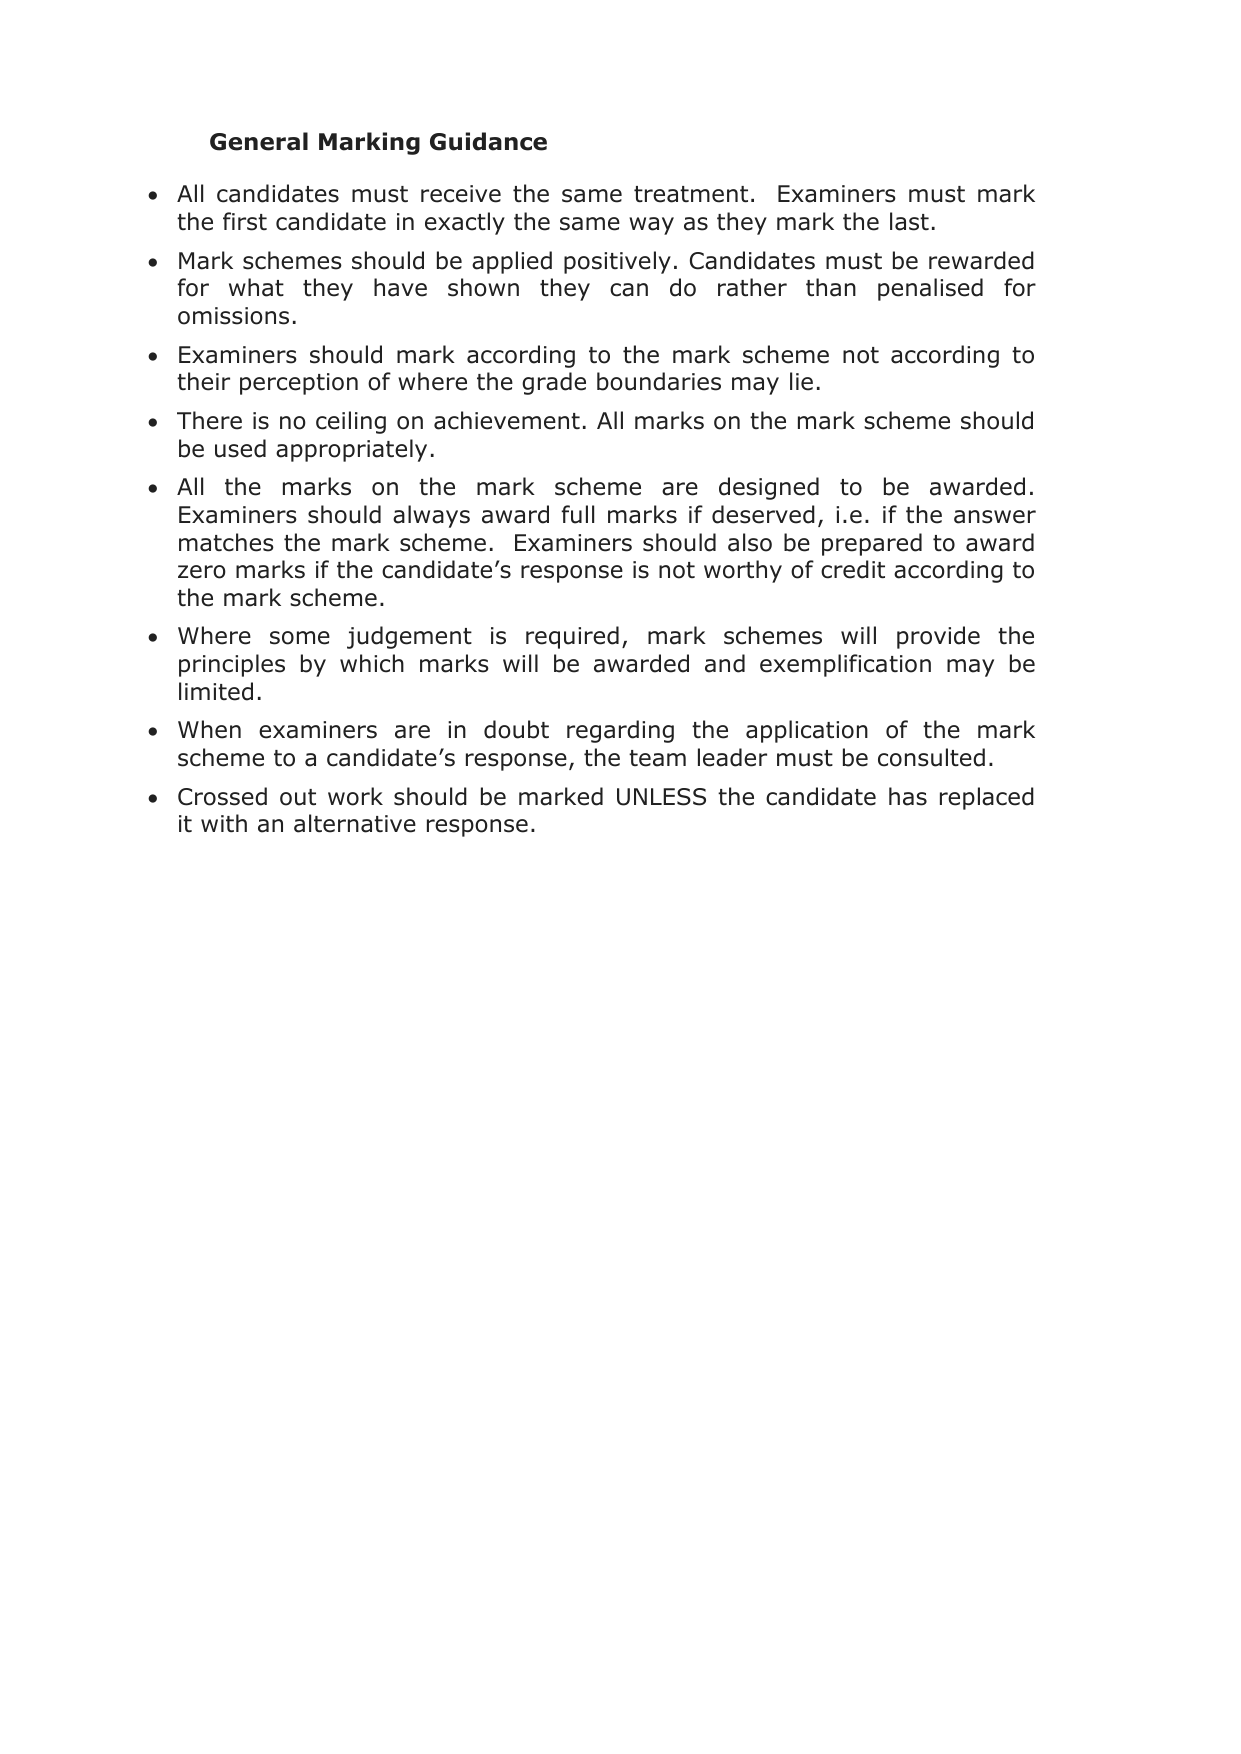 General Marking Guidance
• All candidates must receive the same treatment.  Examiners must mark
the first candidate in exactly the same way as they mark the last.
• Mark schemes should be applied positively. Candidates must be rewarded
for what they have shown they can do rather than penalised for
omissions.
• Examiners should mark according to the mark scheme not according to
their perception of where the grade boundaries may lie.
• There is no ceiling on achievement. All marks on the mark scheme should
be used appropriately.
• All the marks on the mark scheme are designed to be awarded.
Examiners should always award full marks if deserved, i.e. if the answer
matches the mark scheme.  Examiners should also be prepared to award
zero marks if the candidate’s response is not worthy of credit according to
the mark scheme.
• Where some judgement is required, mark schemes will provide the
principles by which marks will be awarded and exemplification may be
limited.
• When examiners are in doubt regarding the application of the mark
scheme to a candidate’s response, the team leader must be consulted.
• Crossed out work should be marked UNLESS the candidate has replaced
it with an alternative response.